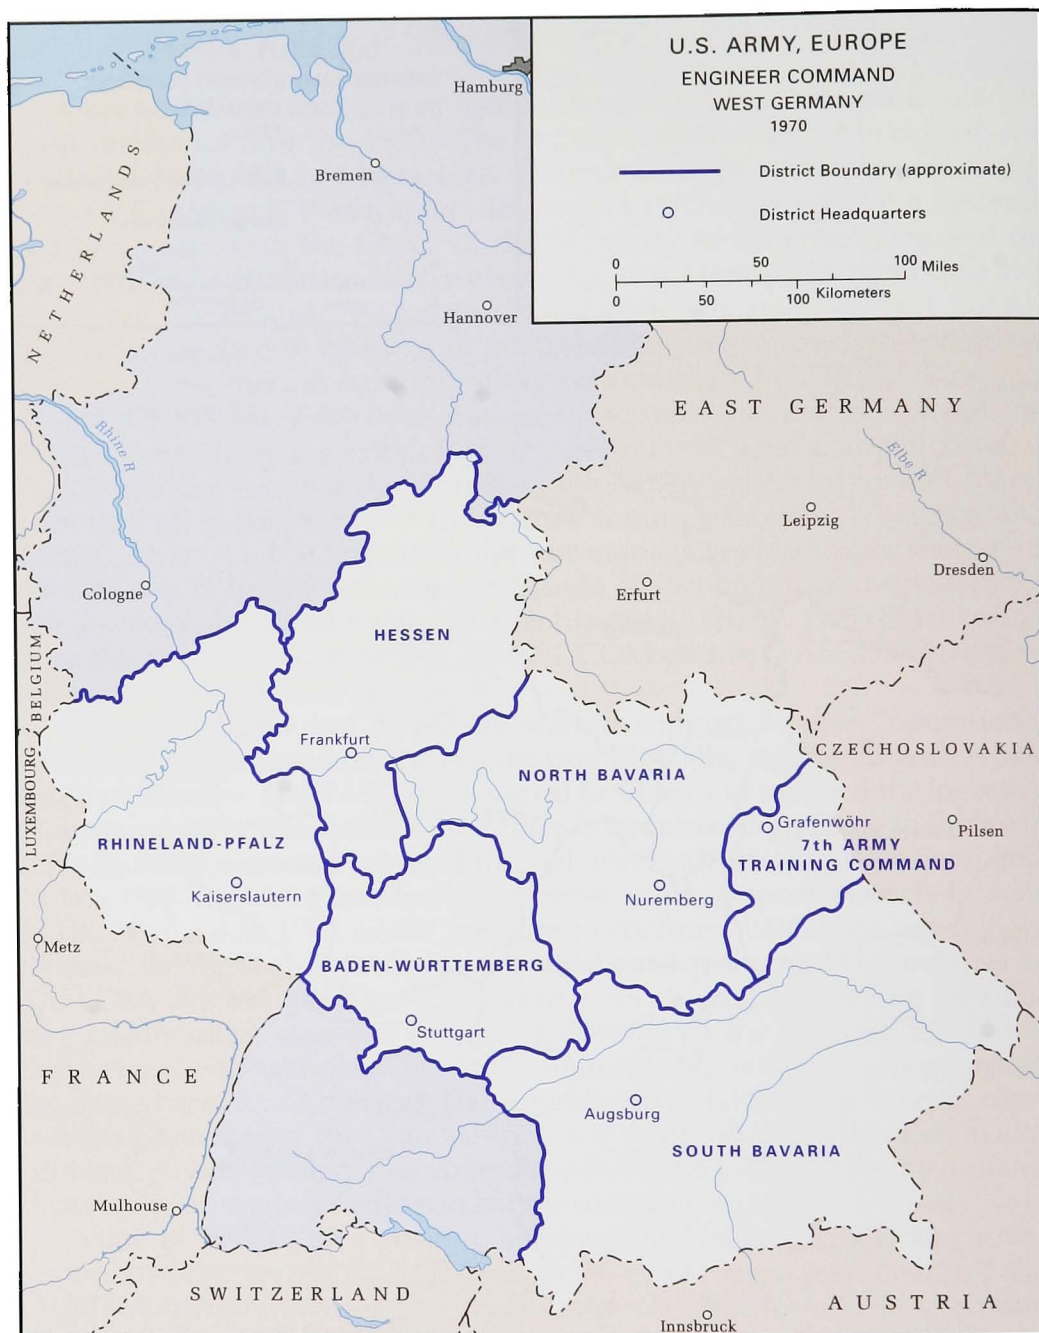 U.S. ARMY, EUROPE
ENGINEER COMMAND
WEST GERMANY
1970
District Boundary (approximate)
District Headquarters
0 50 100 Miles
0 50 100 Kilometers
Hamburg
Bremen
NETHERLANDS
Hannover
EAST GERMANY
Rhine R
Elbe R
Leipzig
Dresden
Cologne
Erfurt
HESSEN
BELGIUM
Frankfurt
CZECHOSLOVAKIA
NORTH BAVARIA
LUXEMBOURG
Grafenwöhr
Pilsen
RHINELAND-PFALZ
7th ARMY
TRAINING COMMAND
Kaiserslautern
Nuremberg
Metz
BADEN-WÜRTTEMBERG
Stuttgart
FRANCE
Augsburg
SOUTH BAVARIA
Mulhouse
SWITZERLAND
AUSTRIA
Innsbruck